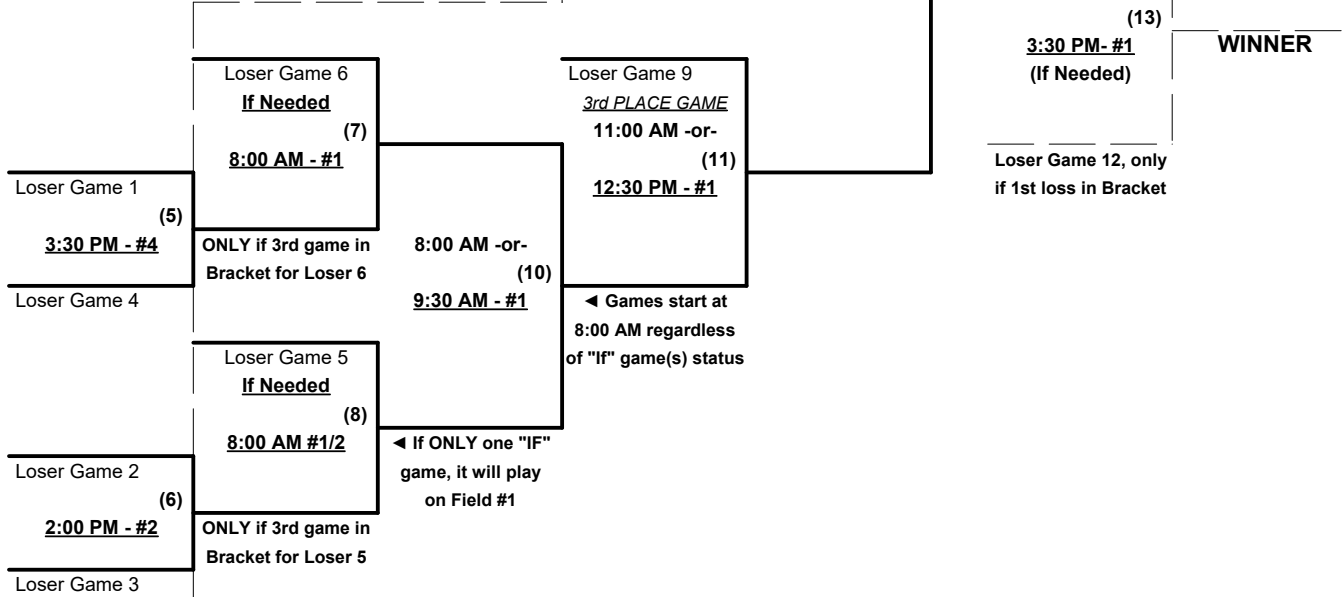 (13)
3:30 PM- #1
WINNER
(If Needed)
Loser Game 12, only
if 1st loss in Bracket
Loser Game 6
If Needed
(7)
8:00 AM - #1
Loser Game 9
3rd PLACE GAME
11:00 AM -or-
(11)
12:30 PM - #1
Loser Game 1
(5)
3:30 PM - #4
Loser Game 4
ONLY if 3rd game in
Bracket for Loser 6
8:00 AM -or-
(10)
9:30 AM - #1
◄ Games start at
8:00 AM regardless
of "If" game(s) status
Loser Game 5
If Needed
(8)
8:00 AM #1/2
◄ If ONLY one "IF"
game, it will play
on Field #1
Loser Game 2
(6)
2:00 PM - #2
Loser Game 3
ONLY if 3rd game in
Bracket for Loser 5